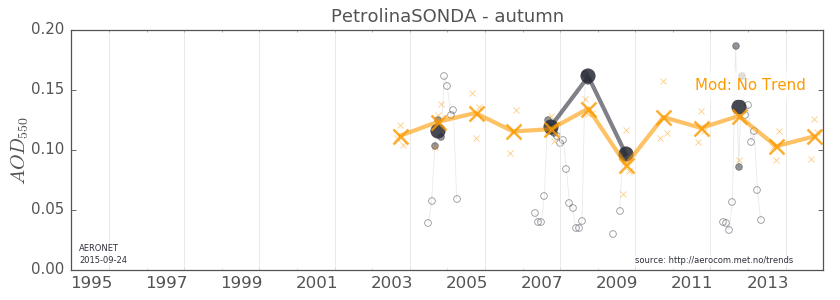 PetrolinaSONDA - autumn
0.20
0.15
0.10
0.05
0.00
AOD550
Mod: No Trend
AERONET
2015-09-24
source: http://aerocom.met.no/trends
1995 1997 1999 2001 2003 2005 2007 2009 2011 2013